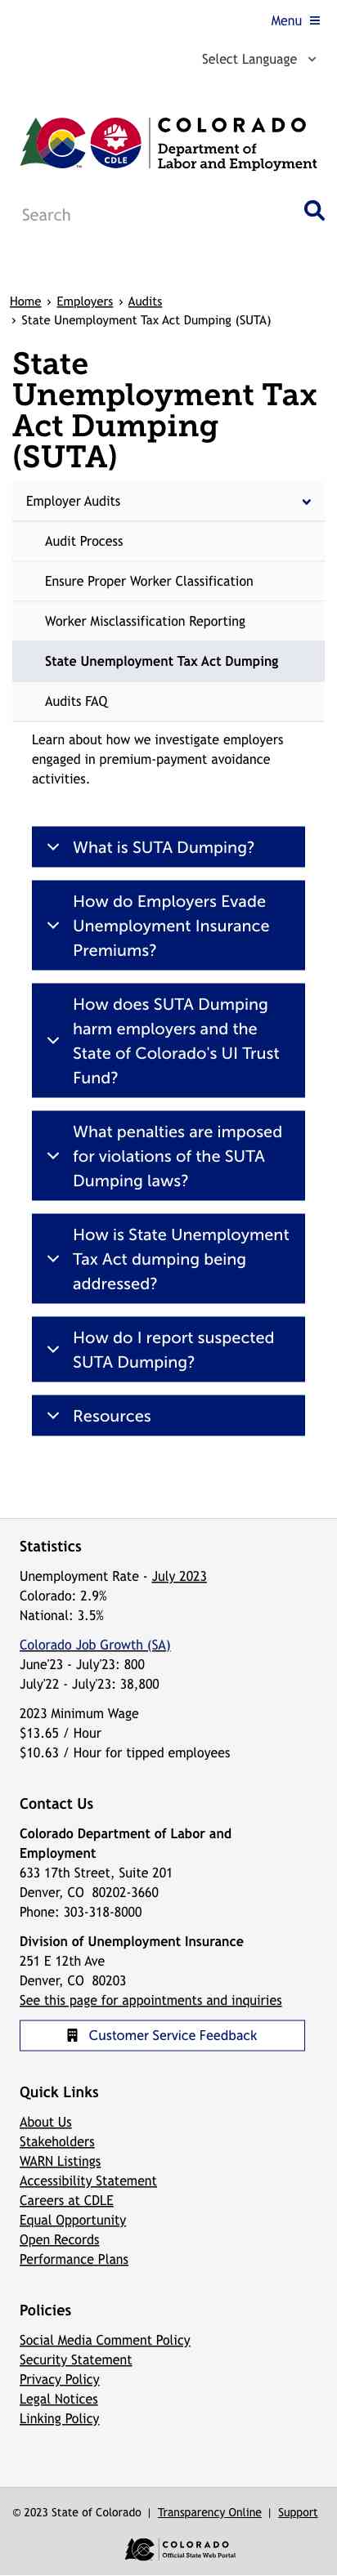 Menu
Select Language
CO
CDLE
COLORADO
Department of
Labor and Employment
Search
Home › Employers › Audits
› State Unemployment Tax Act Dumping (SUTA)
State
Unemployment Tax
Act Dumping
(SUTA)
Employer Audits
Audit Process
Ensure Proper Worker Classification
Worker Misclassification Reporting
State Unemployment Tax Act Dumping
Audits FAQ
Learn about how we investigate employers
engaged in premium-payment avoidance
activities.
What is SUTA Dumping?
How do Employers Evade
Unemployment Insurance
Premiums?
How does SUTA Dumping
harm employers and the
State of Colorado's UI Trust
Fund?
What penalties are imposed
for violations of the SUTA
Dumping laws?
How is State Unemployment
Tax Act dumping being
addressed?
How do I report suspected
SUTA Dumping?
Resources
Statistics
Unemployment Rate - July 2023
Colorado: 2.9%
National: 3.5%
Colorado Job Growth (SA)
June'23 - July'23: 800
July'22 - July'23: 38,800
2023 Minimum Wage
$13.65 / Hour
$10.63 / Hour for tipped employees
Contact Us
Colorado Department of Labor and
Employment
633 17th Street, Suite 201
Denver, CO  80202-3660
Phone: 303-318-8000
Division of Unemployment Insurance
251 E 12th Ave
Denver, CO  80203
See this page for appointments and inquiries
Customer Service Feedback
Quick Links
About Us
Stakeholders
WARN Listings
Accessibility Statement
Careers at CDLE
Equal Opportunity
Open Records
Performance Plans
Policies
Social Media Comment Policy
Security Statement
Privacy Policy
Legal Notices
Linking Policy
© 2023 State of Colorado | Transparency Online | Support
CO
COLORADO
Official State Web Portal